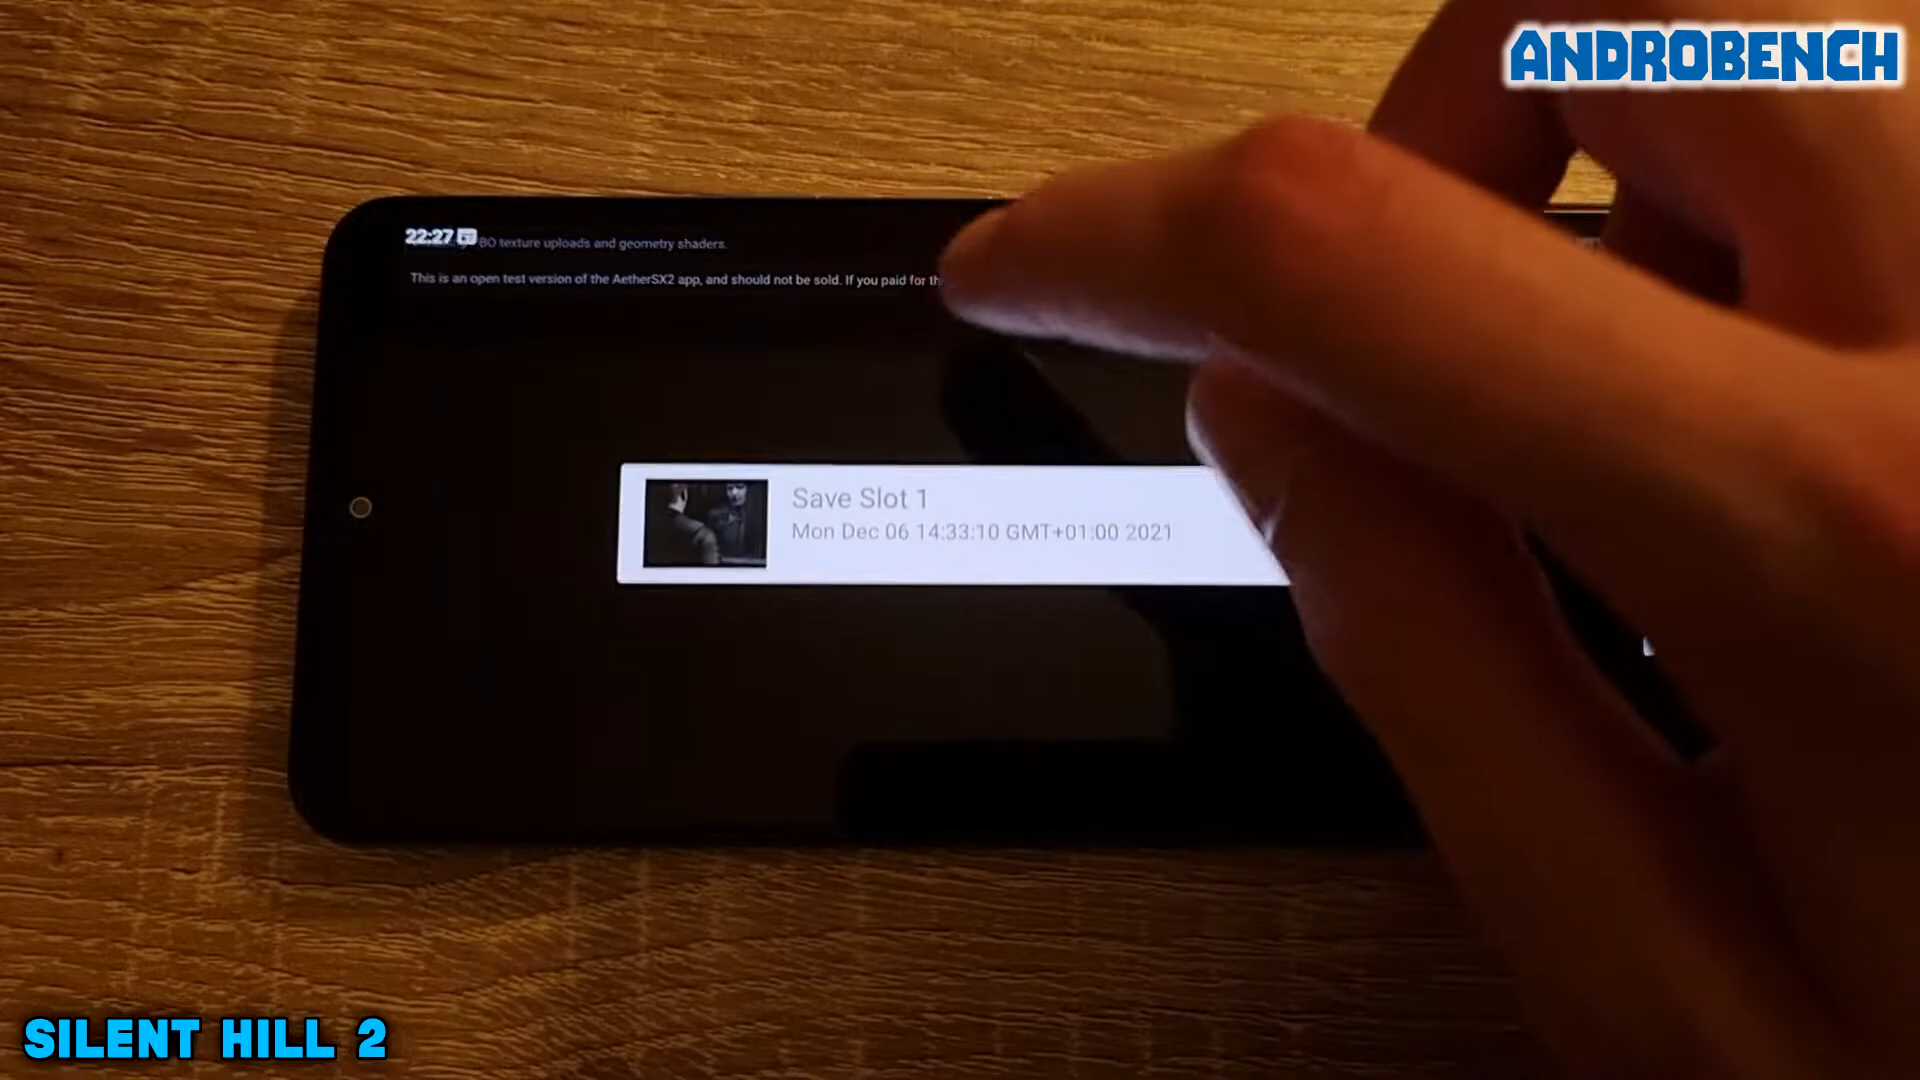 ANDROBENCH
22:27
BO texture uploads and geometry shaders.
This is an open test version of the AetherSX2 app, and should not be sold. If you paid for
Save Slot 1
Mon Dec 06 14:33:10 GMT+01:00 2021
SILENT HILL 2